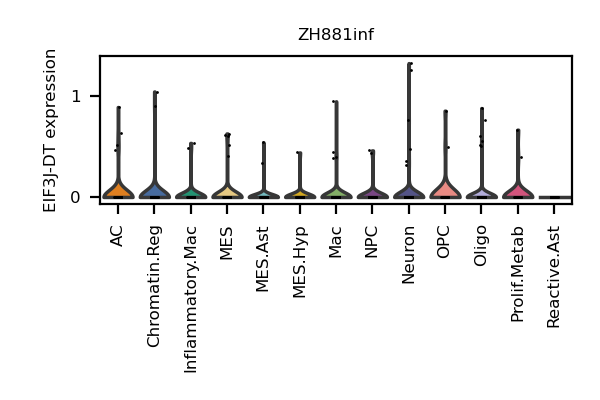 ZH881inf
EIF3J-DT expression
1
0
AC
Chromatin.Reg
Inflammatory.Mac
MES
MES.Ast
MES.Hyp
Mac
NPC
Neuron
OPC
Oligo
Prolif.Metab
Reactive.Ast